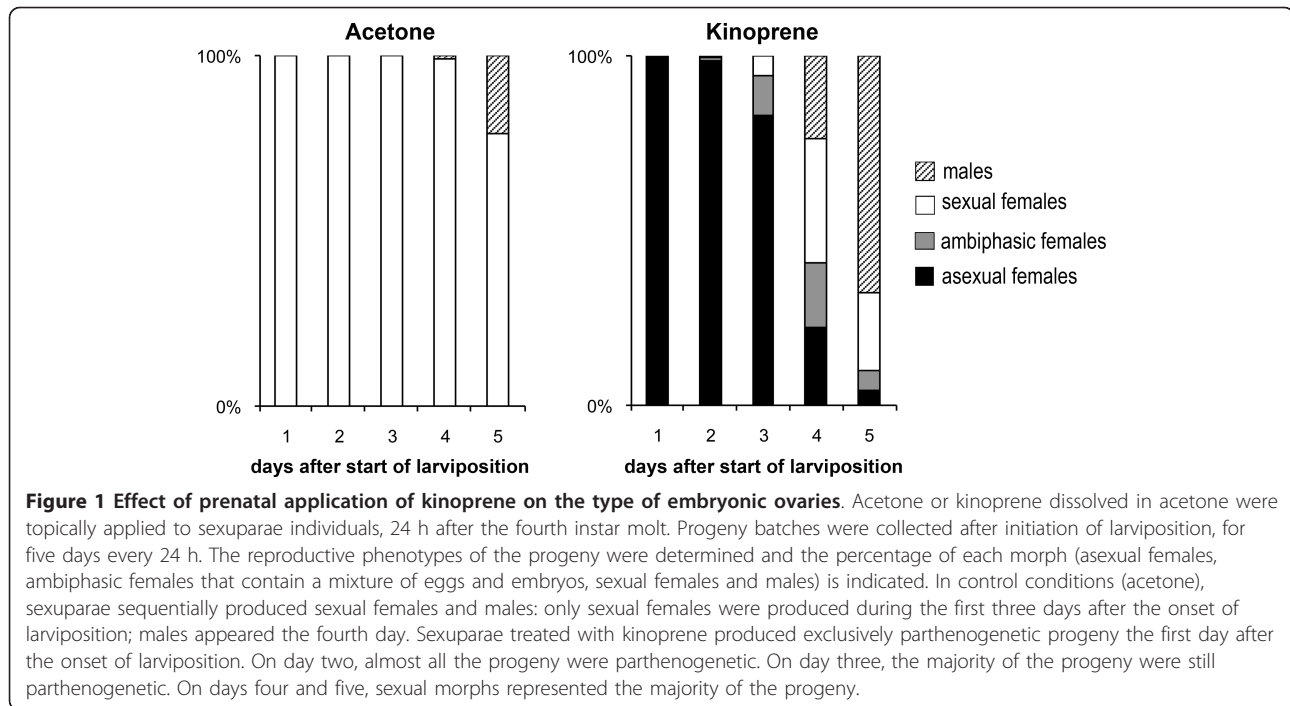 Acetone
Kinoprene
100%
0%
1 2 3 4 5
days after start of larviposition
100%
0%
1 2 3 4 5
days after start of larviposition
males
sexual females
ambiphasic females
asexual females
Figure 1 Effect of prenatal application of kinoprene on the type of embryonic ovaries. Acetone or kinoprene dissolved in acetone were
topically applied to sexuparae individuals, 24 h after the fourth instar molt. Progeny batches were collected after initiation of larviposition, for
five days every 24 h. The reproductive phenotypes of the progeny were determined and the percentage of each morph (asexual females,
ambiphasic females that contain a mixture of eggs and embryos, sexual females and males) is indicated. In control conditions (acetone),
sexuparae sequentially produced sexual females and males: only sexual females were produced during the first three days after the onset of
larviposition; males appeared the fourth day. Sexuparae treated with kinoprene produced exclusively parthenogenetic progeny the first day after
the onset of larviposition. On day two, almost all the progeny were parthenogenetic. On day three, the majority of the progeny were still
parthenogenetic. On days four and five, sexual morphs represented the majority of the progeny.